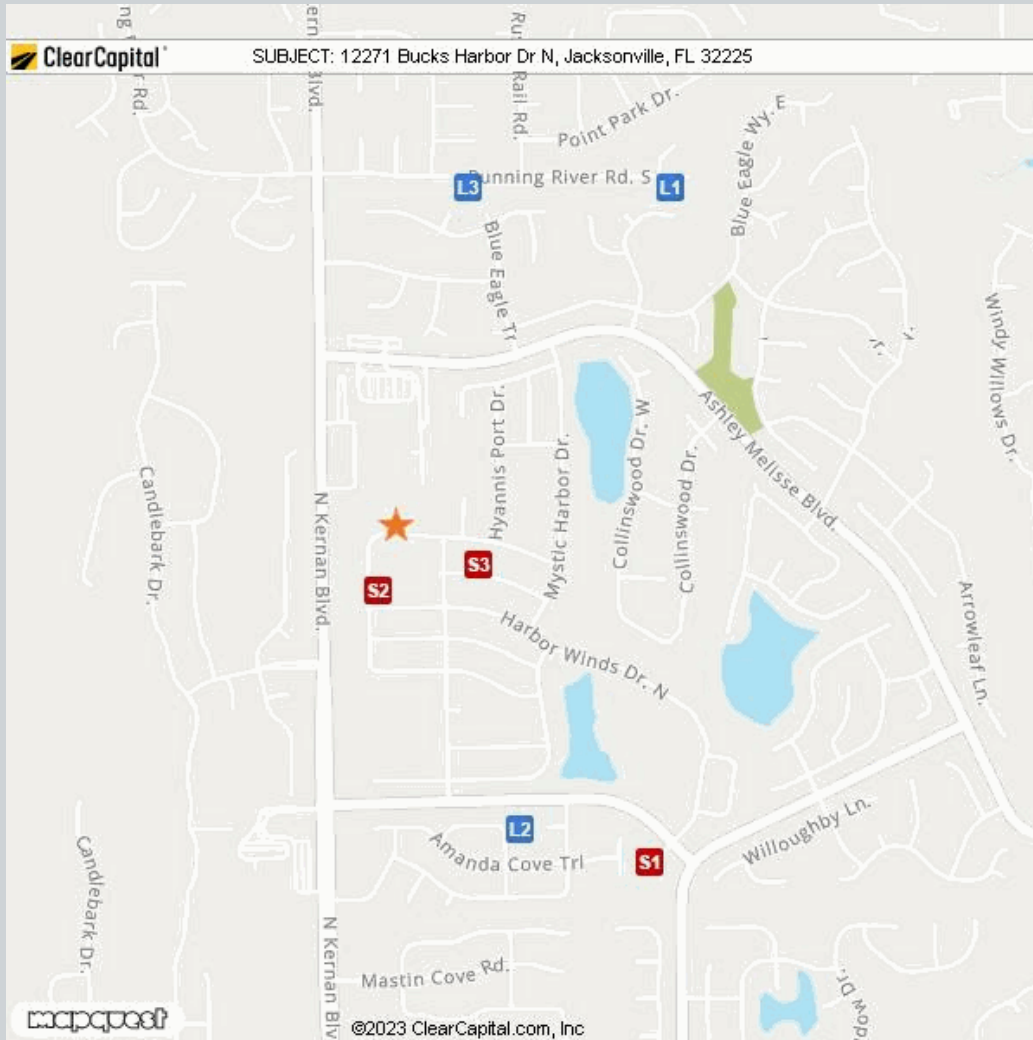 ClearCapital
SUBJECT: 12271 Bucks Harbor Dr N, Jacksonville, FL 32225
Blvd.
Rd.
Rail Rd.
Point Park Dr.
Blue Eagle Wy. E
L3
Running River Rd. S
L1
Blue Eagle Tr
Windy Willows Dr.
Ashley Melisse Blvd.
Hyannis Port Dr.
Mystic Harbor Dr.
Collinswood Dr. W
Collinswood Dr.
Candlebark Dr.
N Kernan Blvd.
S3
S2
Harbor Winds Dr. N
Arrowleaf Ln.
L2
Amanda Cove Trl
S1
Willoughby Ln.
Candlebark Dr.
N Kernan Blv
Mastin Cove Rd.
dow Dr.
mapquest
©2023 ClearCapital.com, Inc